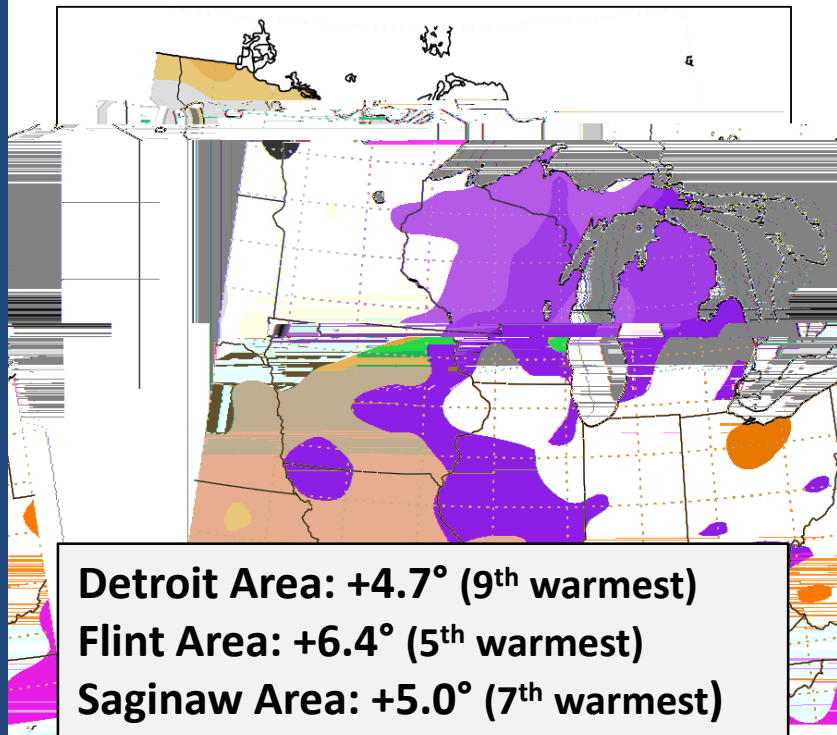 Detroit Area: +4.7° (9th warmest)
Flint Area: +6.4° (5th warmest)
Saginaw Area: +5.0° (7th warmest)